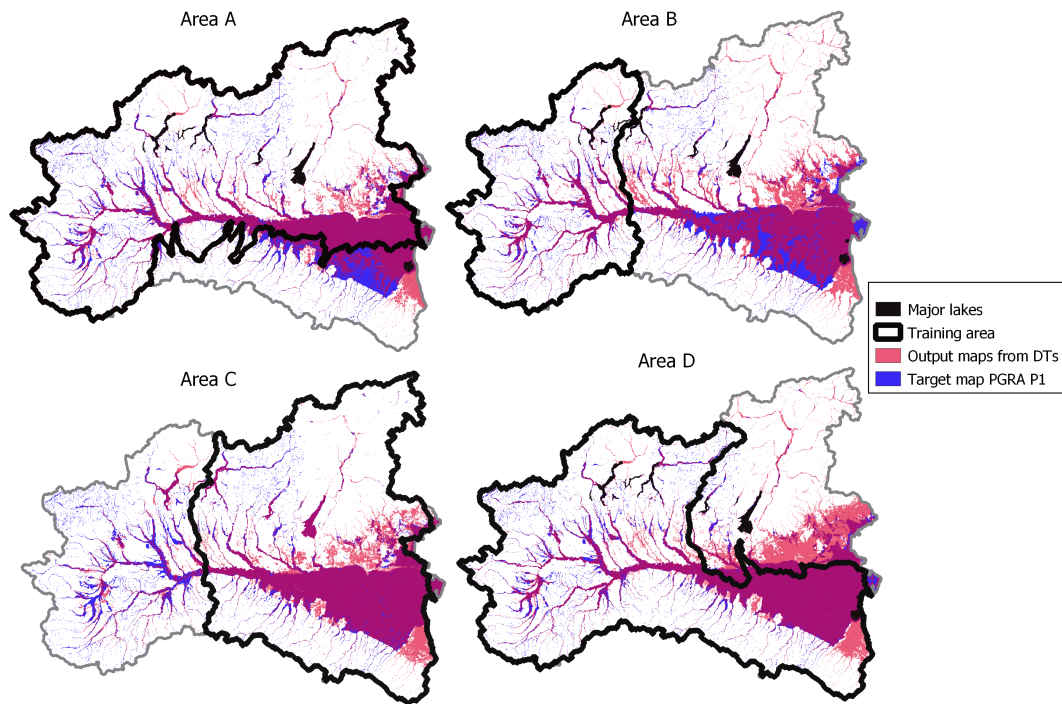 Area A
Area B
Area C
Area D
Major lakes
Training area
Output maps from DTs
Target map PGRA P1